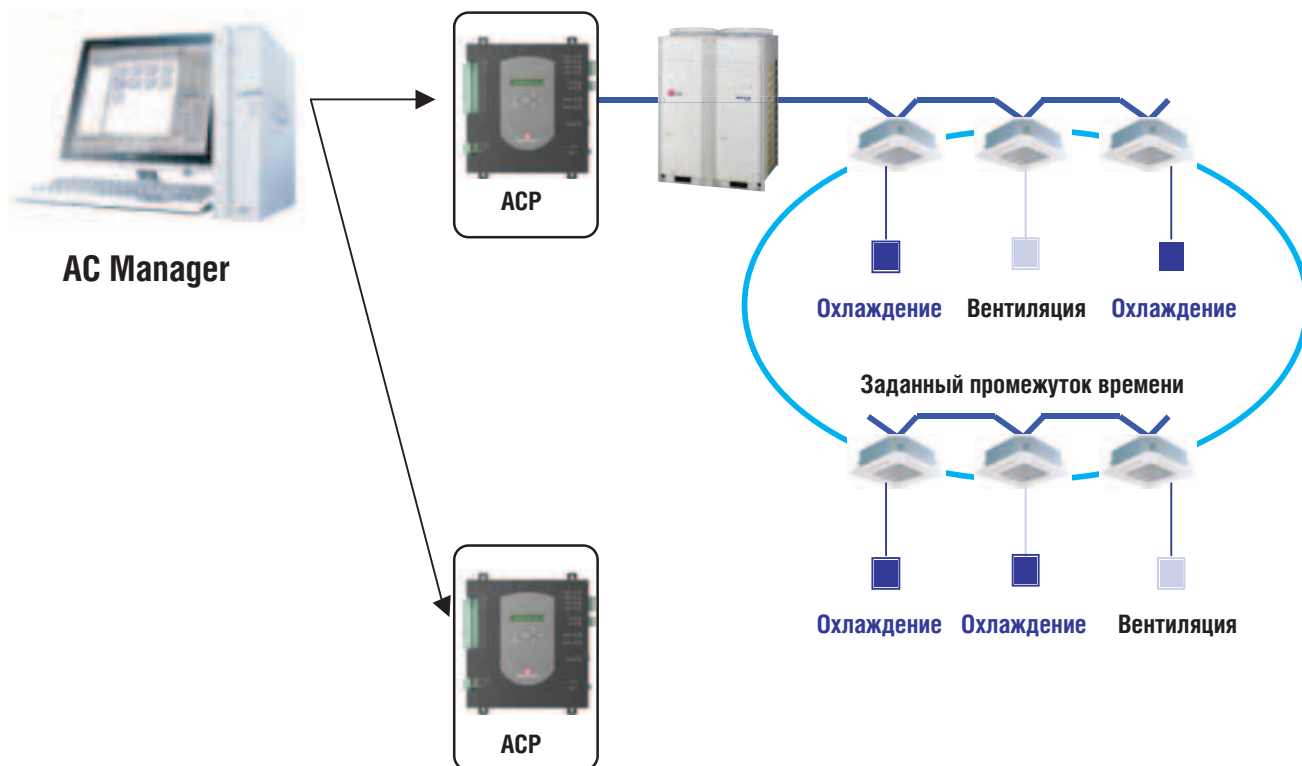 ACP
AC Manager
Охлаждение Вентиляция Охлаждение
Заданный промежуток времени
Охлаждение Охлаждение Вентиляция
ACP